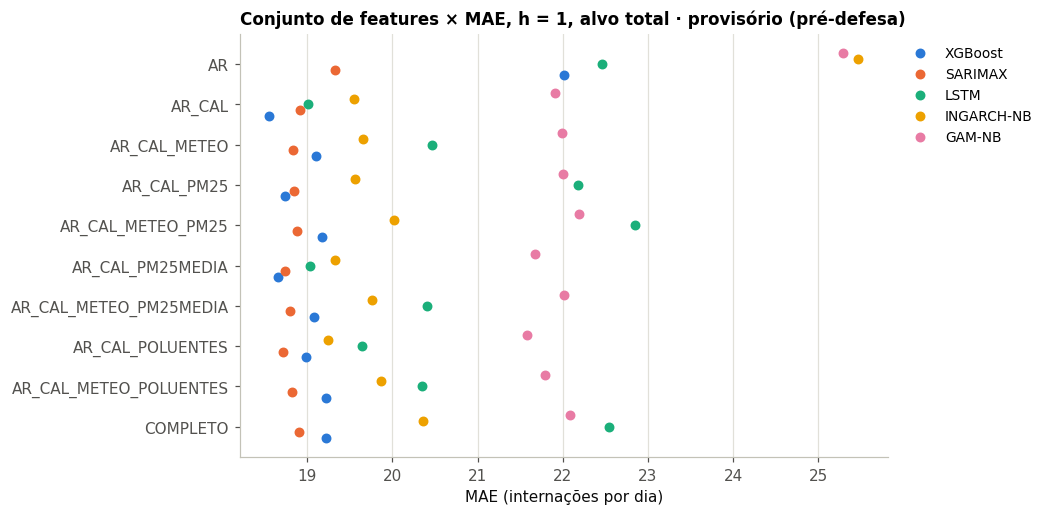 Conjunto de features × MAE, h = 1, alvo total · provisório (pré-defesa)
AR
AR_CAL
AR_CAL_METEO
AR_CAL_PM25
AR_CAL_METEO_PM25
AR_CAL_PM25MEDIA
AR_CAL_METEO_PM25MEDIA
AR_CAL_POLUENTES
AR_CAL_METEO_POLUENTES
COMPLETO
XGBoost
SARIMAX
LSTM
INGARCH-NB
GAM-NB
19 20 21 22 23 24 25
MAE (internações por dia)